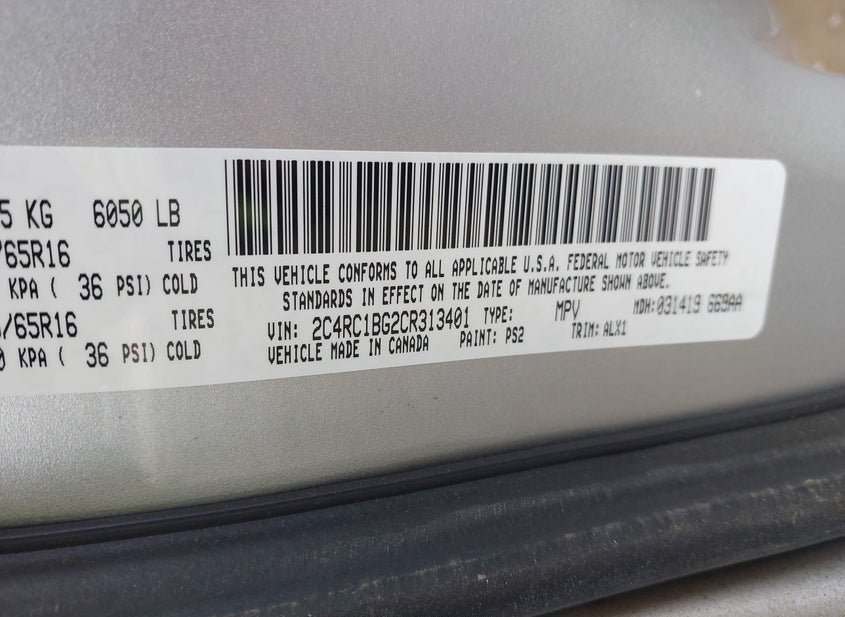 5 KG 6050 LB
/65R16 TIRES
KPA ( 36 PSI) COLD
/65R16 TIRES
0 KPA ( 36 PSI) COLD
THIS VEHICLE CONFORMS TO ALL APPLICABLE U.S.A. FEDERAL MOTOR VEHICLE SAFETY
STANDARDS IN EFFECT ON THE DATE OF MANUFACTURE SHOWN ABOVE.
VIN: 2C4RC1BG2CR313401 TYPE: MPV MDH: 031419 669AA
VEHICLE MADE IN CANADA PAINT: PS2 TRIM: ALX1